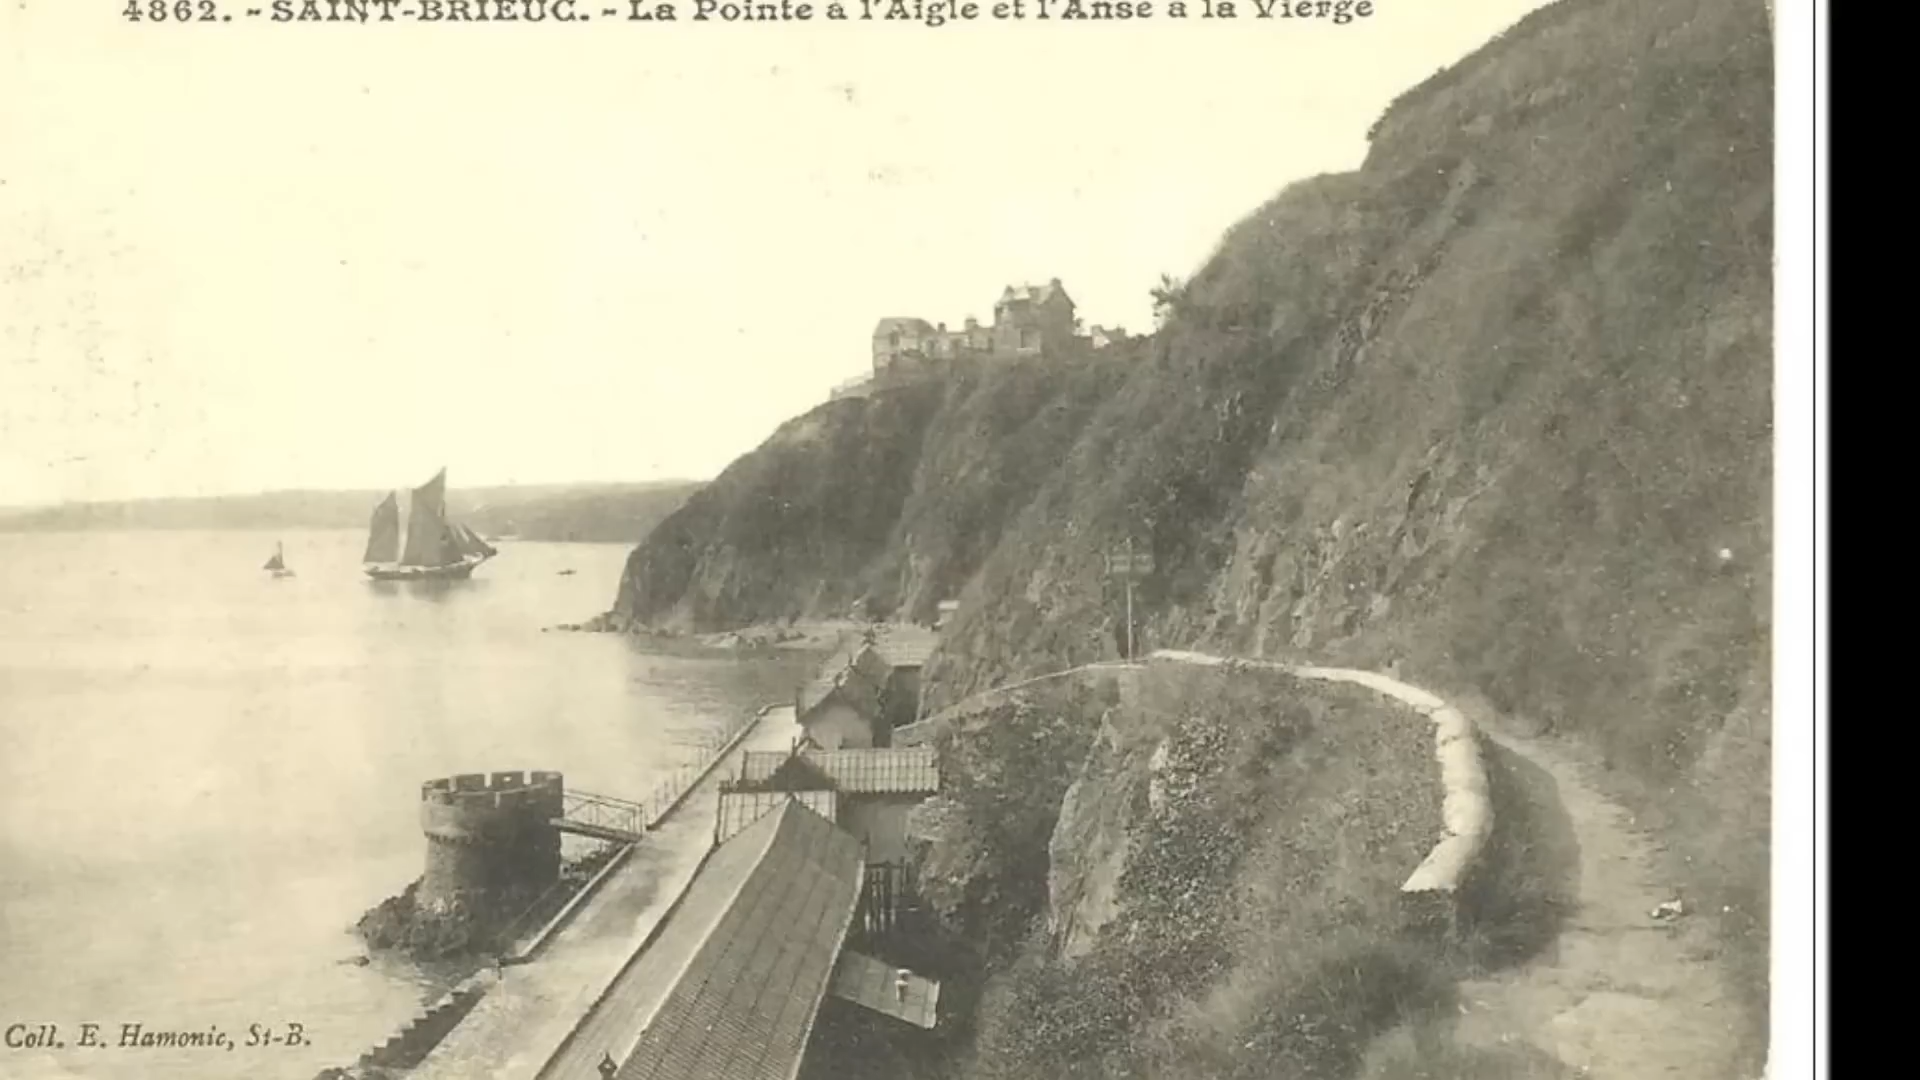 4862. - SAINT-BRIEUC. - La Pointe à l'Aigle et l'Anse à la Vierge
Coll. E. Hamonic, St-B.